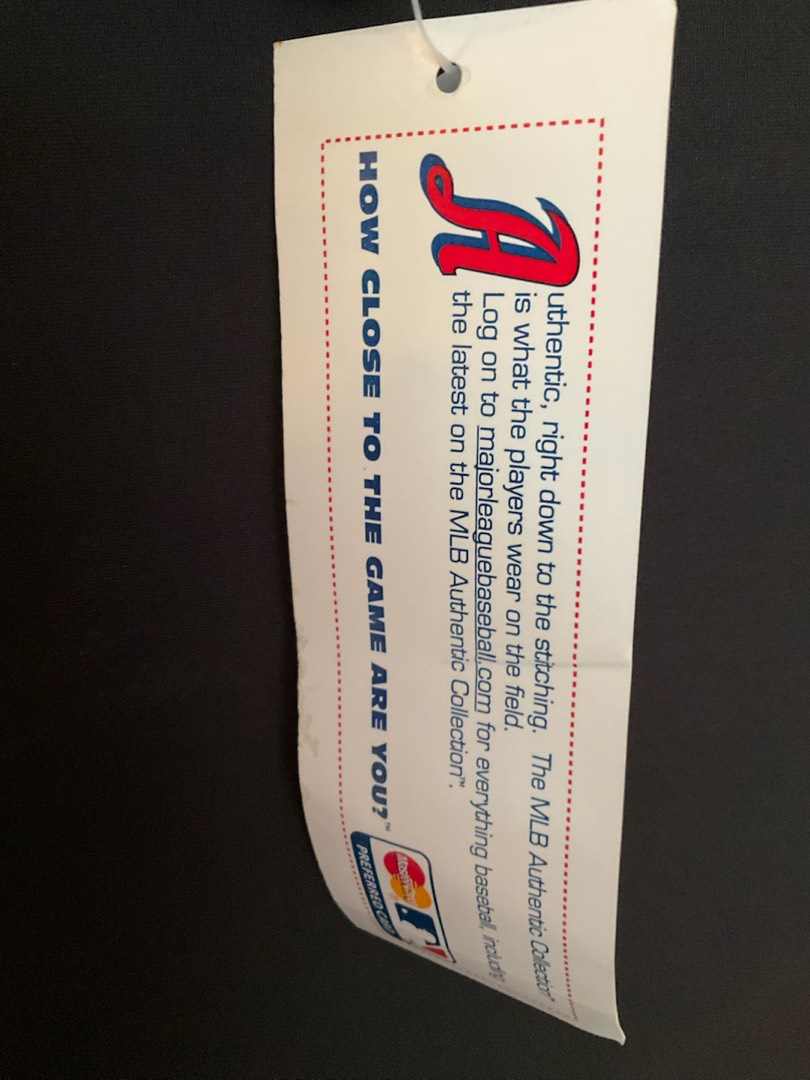 Authentic, right down to the stitching. The MLB Authentic Collection™
is what the players wear on the field.
Log on to majorleaguebaseball.com for everything baseball, including
the latest on the MLB Authentic Collection™.
HOW CLOSE TO THE GAME ARE YOU?™
MasterCard
PREFERRED CARD